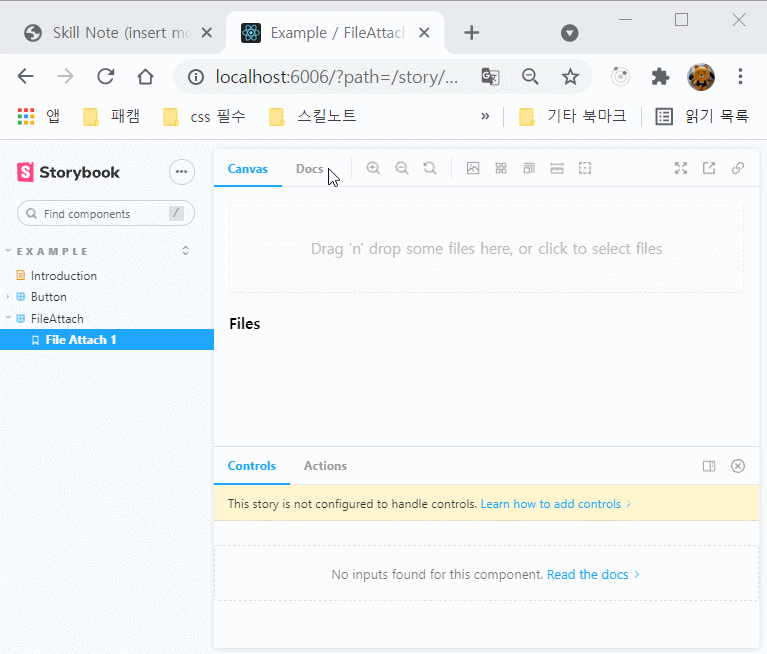 Skill Note (insert mo
Example / FileAttach
localhost:6006/?path=/story/...
앱
패캠
css 필수
스킬노트
»
기타 북마크
읽기 목록
Storybook
Find components
/
EXAMPLE
Introduction
Button
FileAttach
File Attach 1
Canvas
Docs
Drag 'n' drop some files here, or click to select files
Files
Controls
Actions
This story is not configured to handle controls. Learn how to add controls
No inputs found for this component. Read the docs